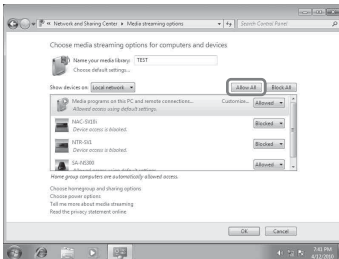 « Network and Sharing Center ▸ Media streaming options
Search Control Panel
Choose media streaming options for computers and devices
Name your media library: TEST
Choose default settings...
Show devices on: Local network
Allow All
Block All
Media programs on this PC and remote connections...
Allowed access using default settings.
Customize...
Allowed
Device access is blocked.
Blocked
Device access is blocked.
Blocked
SA-NS300
Allowed
Home group computers are automatically allowed access.
Choose homegroup and sharing options
Choose power options
Tell me more about media streaming
Read the privacy statement online
OK
Cancel
7:41 PM
4/12/2010